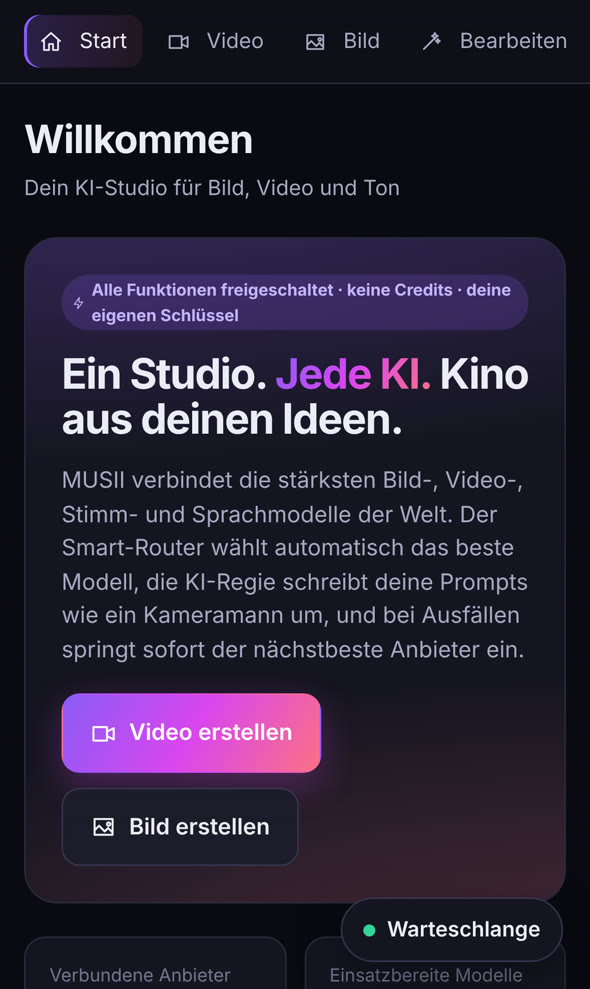 Start Video Bild Bearbeiten
Willkommen
Dein KI-Studio für Bild, Video und Ton
Alle Funktionen freigeschaltet · keine Credits · deine
eigenen Schlüssel
Ein Studio. Jede KI. Kino
aus deinen Ideen.
MUSII verbindet die stärksten Bild-, Video-,
Stimm- und Sprachmodelle der Welt. Der
Smart-Router wählt automatisch das beste
Modell, die KI-Regie schreibt deine Prompts
wie ein Kameramann um, und bei Ausfällen
springt sofort der nächstbeste Anbieter ein.
Video erstellen
Bild erstellen
Warteschlange
Verbundene Anbieter
Einsatzbereite Modelle